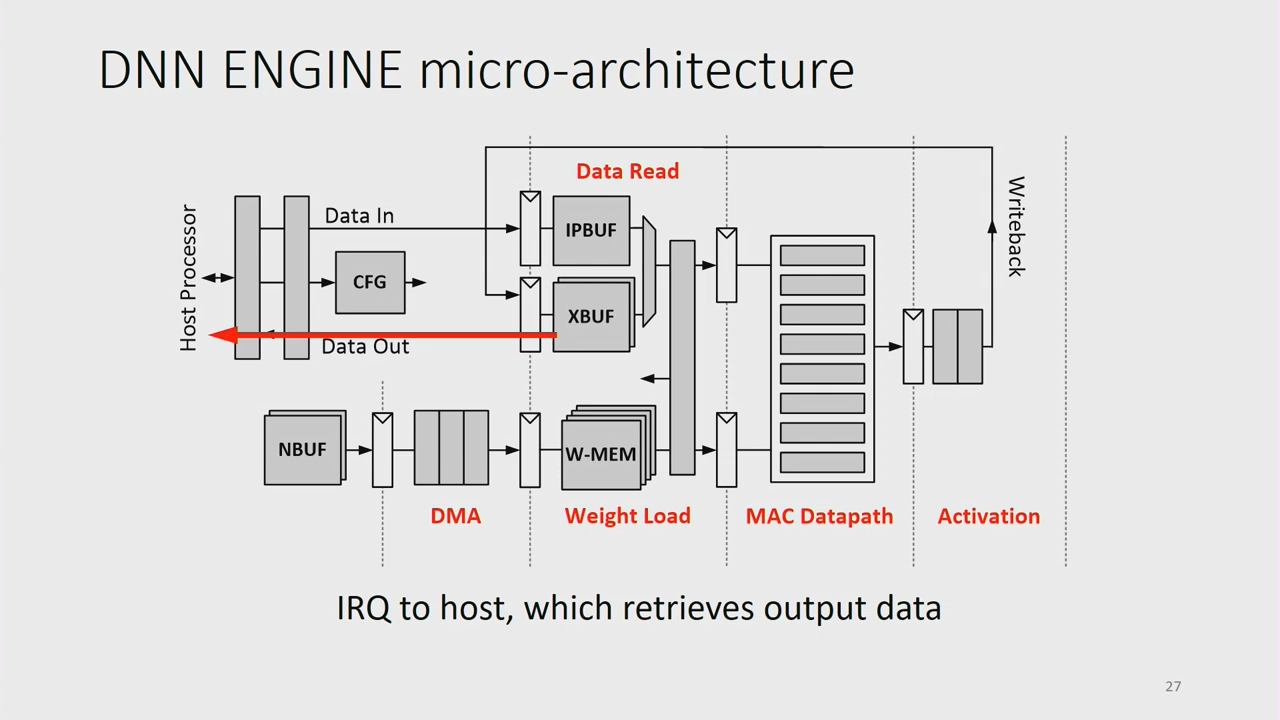 DNN ENGINE micro-architecture
Data Read
Host Processor
Data In
IPBUF
Writeback
CFG
XBUF
Data Out
NBUF
W-MEM
DMA
Weight Load
MAC Datapath
Activation
IRQ to host, which retrieves output data
27